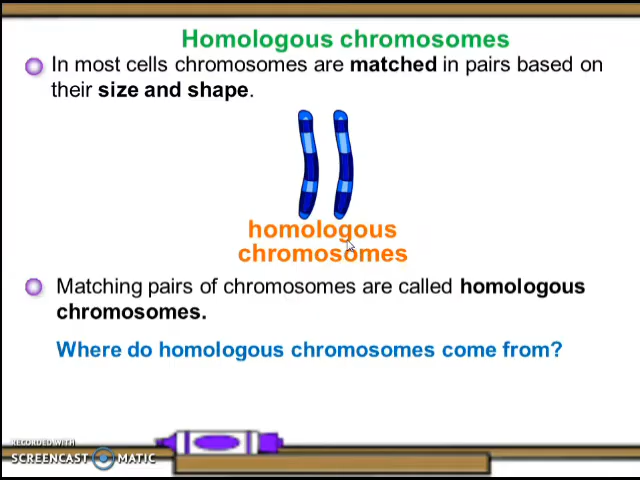 Homologous chromosomes
In most cells chromosomes are matched in pairs based on
their size and shape.
homologous
chromosomes
Matching pairs of chromosomes are called homologous
chromosomes.
Where do homologous chromosomes come from?
RECORDED WITH
SCREENCAST MATIC